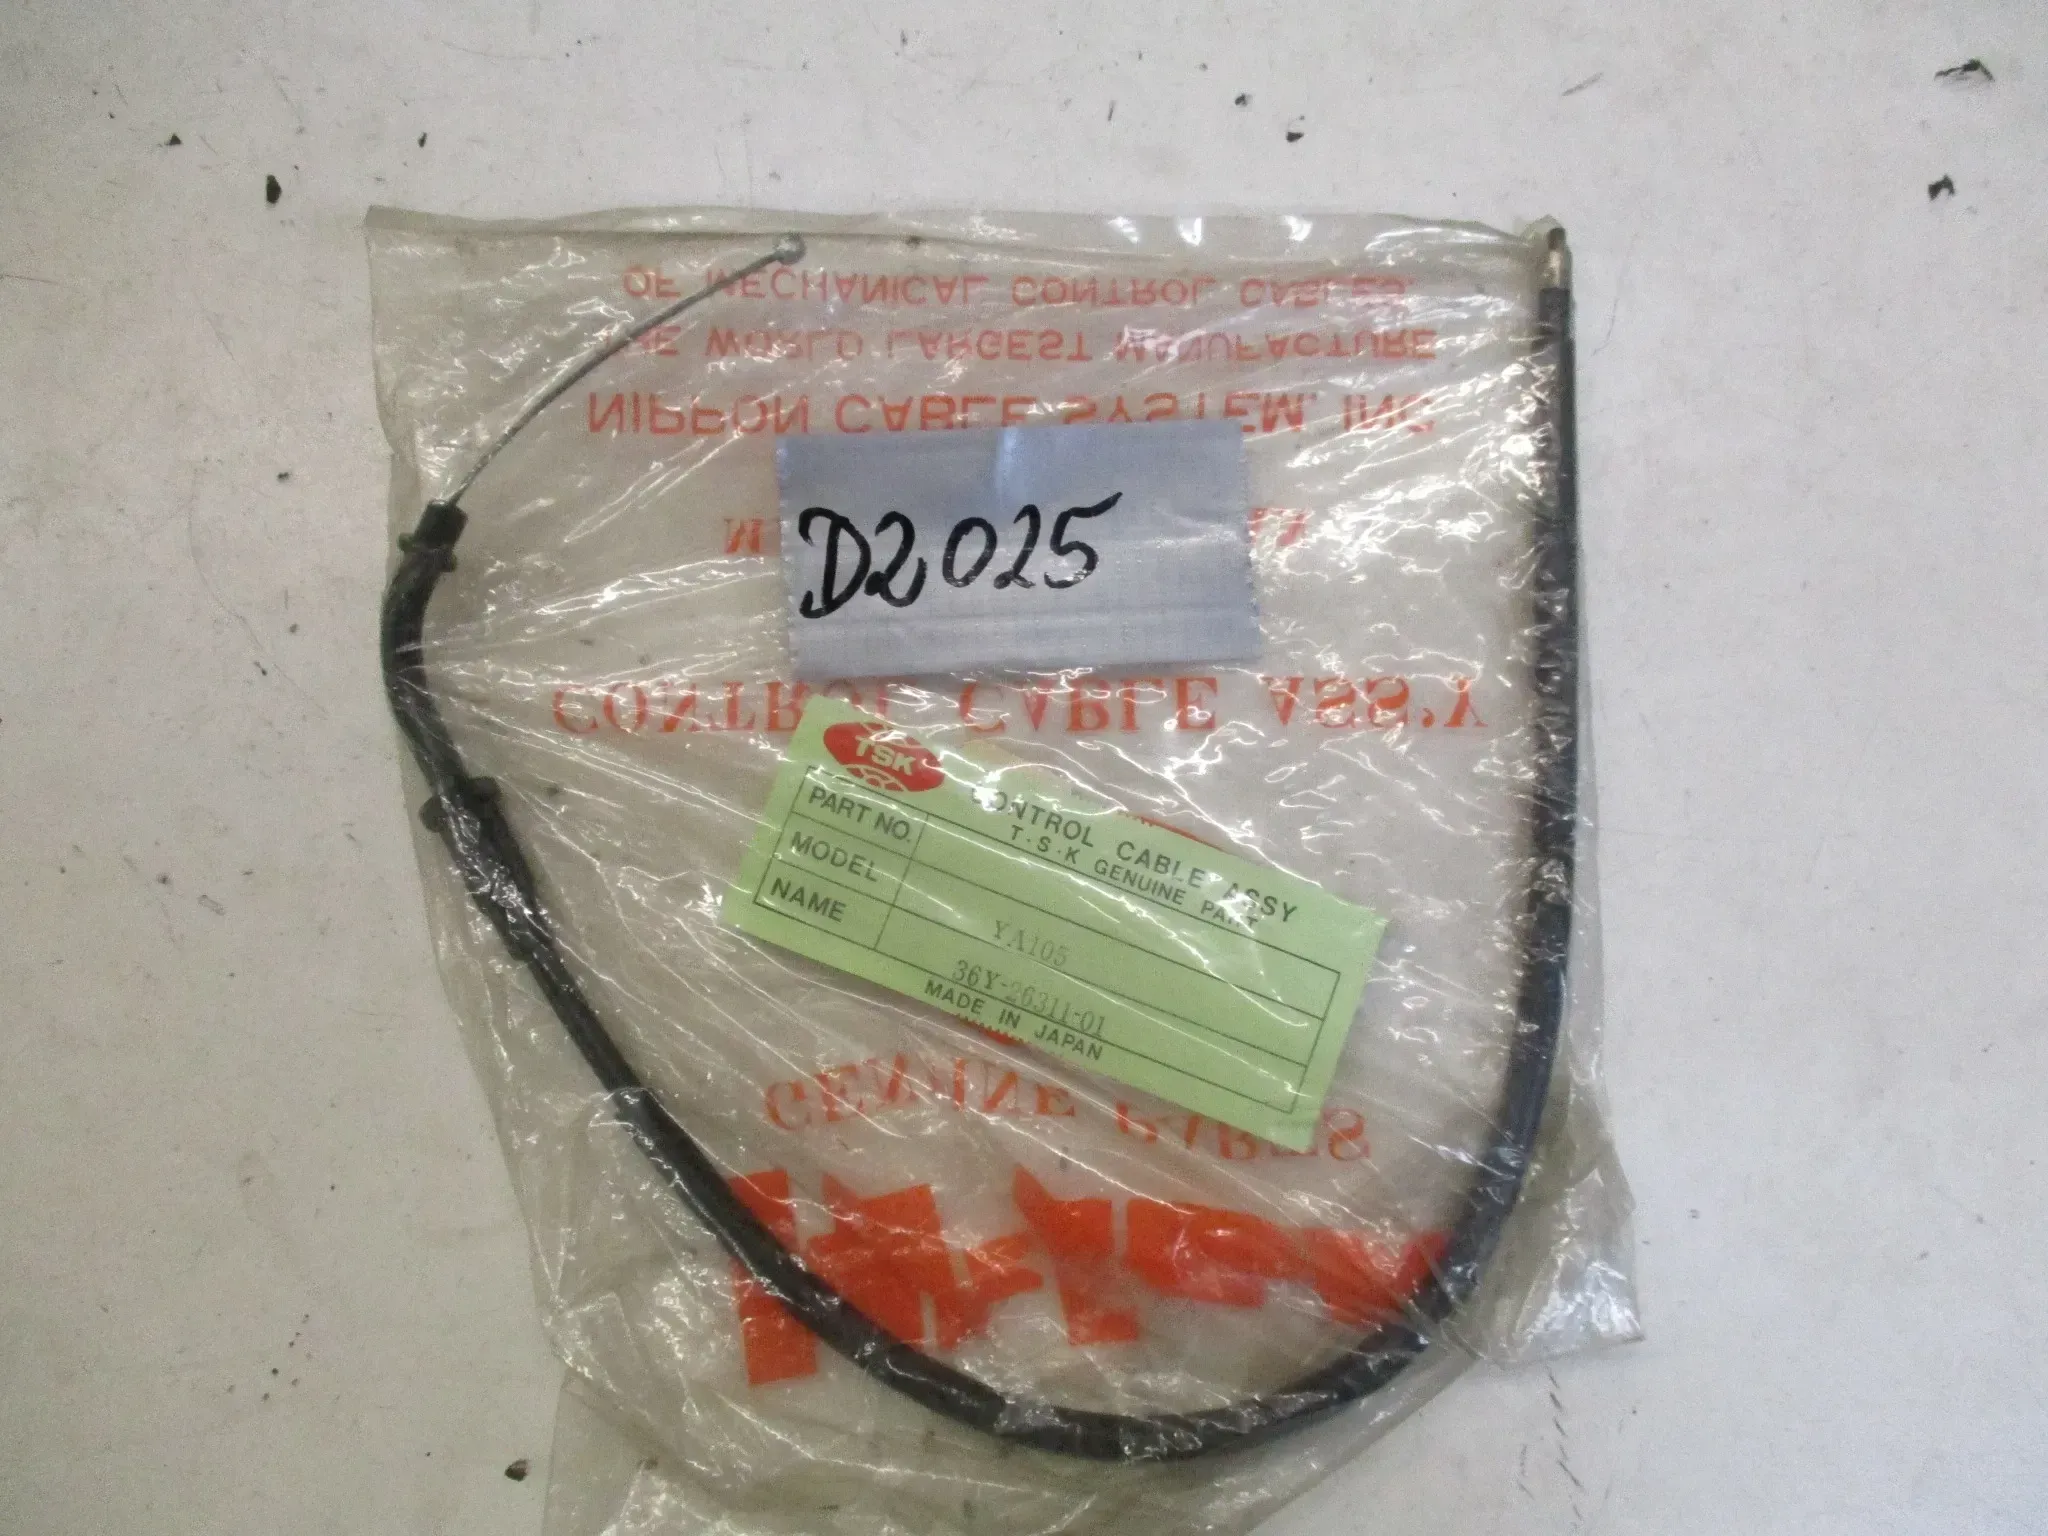 OF MECHANICAL CONTROL CABLES.
THE WORLD LARGEST MANUFACTURE
NIPPON CABLE SYSTEM, INC
D2025
CONTROL CABLE ASS'Y
TSK
CONTROL CABLE ASSY
T.S.K GENUINE PART
PART NO.
MODEL YA105
NAME 36Y-26311-01
MADE IN JAPAN
GENUINE PARTS